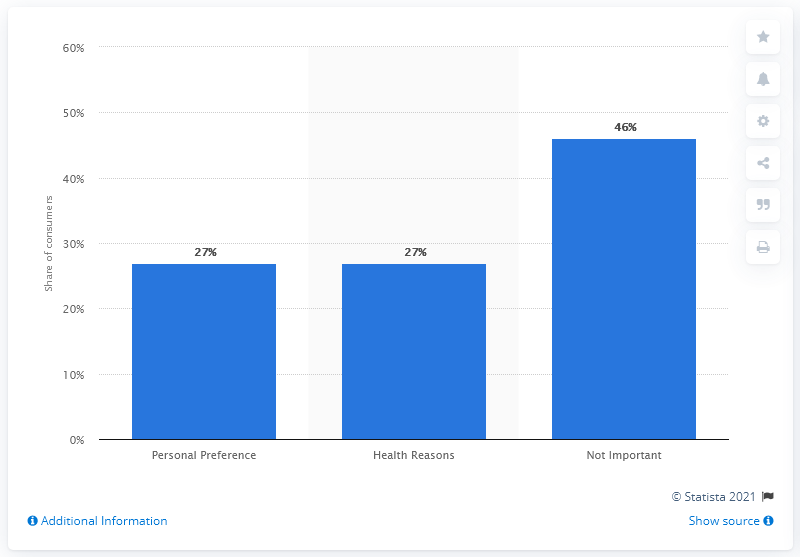 60%
50%
40%
30%
20%
10%
0%
Share of consumers
27%
27%
46%
Personal Preference
Health Reasons
Not Important
© Statista 2021
Additional Information
Show source